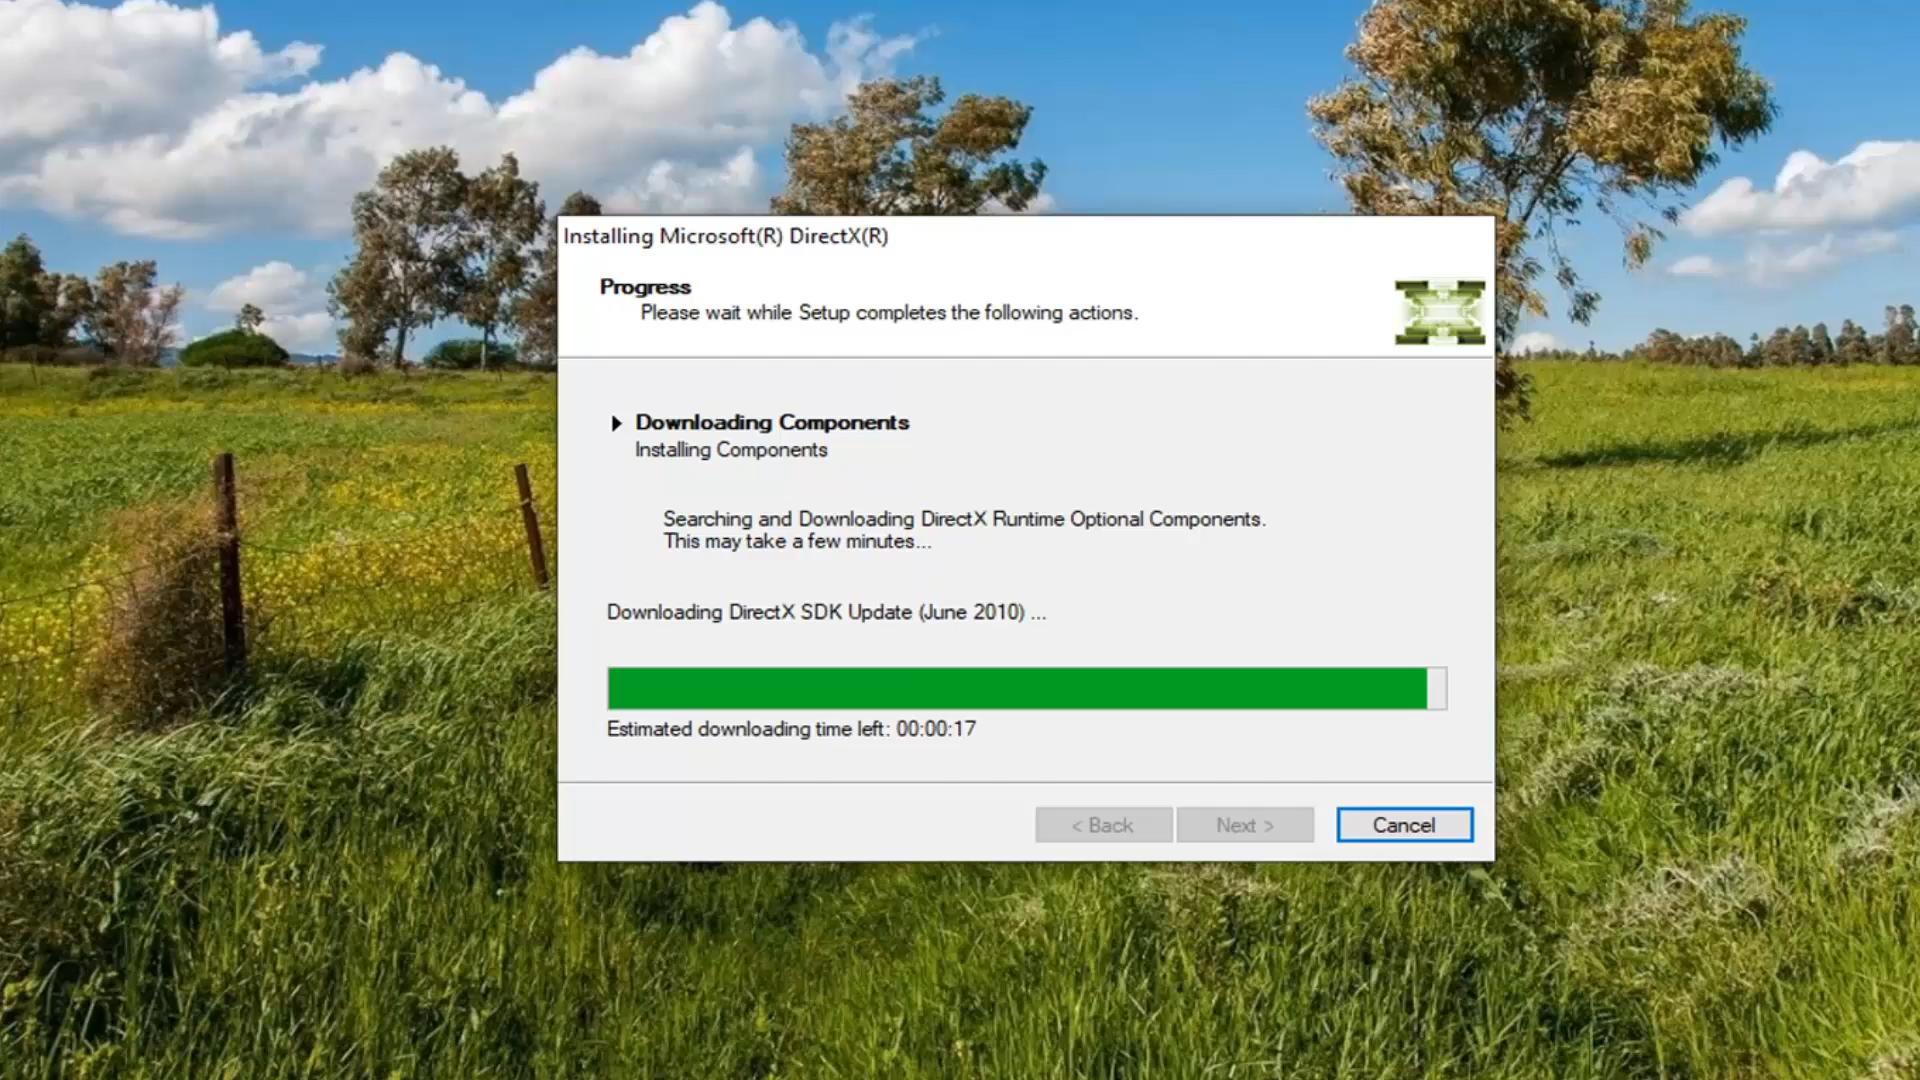 Installing Microsoft(R) DirectX(R)
Progress
Please wait while Setup completes the following actions.
Downloading Components
Installing Components
Searching and Downloading DirectX Runtime Optional Components.
This may take a few minutes...
Downloading DirectX SDK Update (June 2010) ...
Estimated downloading time left: 00:00:17
< Back
Next >
Cancel